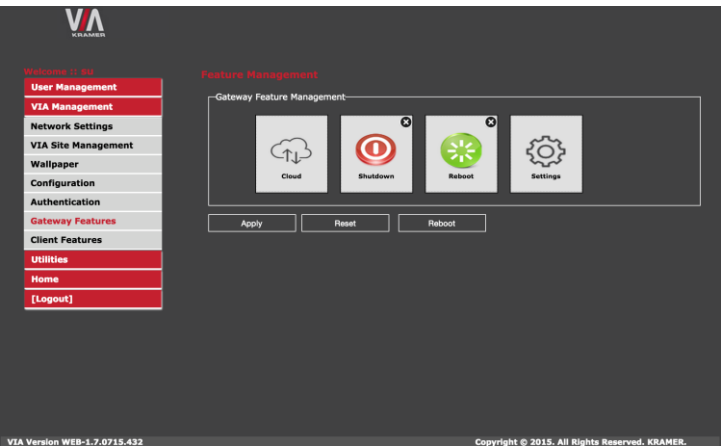 VIA
KRAMER
Welcome :: su
User Management
VIA Management
Network Settings
VIA Site Management
Wallpaper
Configuration
Authentication
Gateway Features
Client Features
Utilities
Home
[Logout]
Feature Management
Gateway Feature Management
Cloud
Shutdown
Reboot
Settings
Apply
Reset
Reboot
VIA Version WEB-1.7.0715.432
Copyright © 2015. All Rights Reserved. KRAMER.